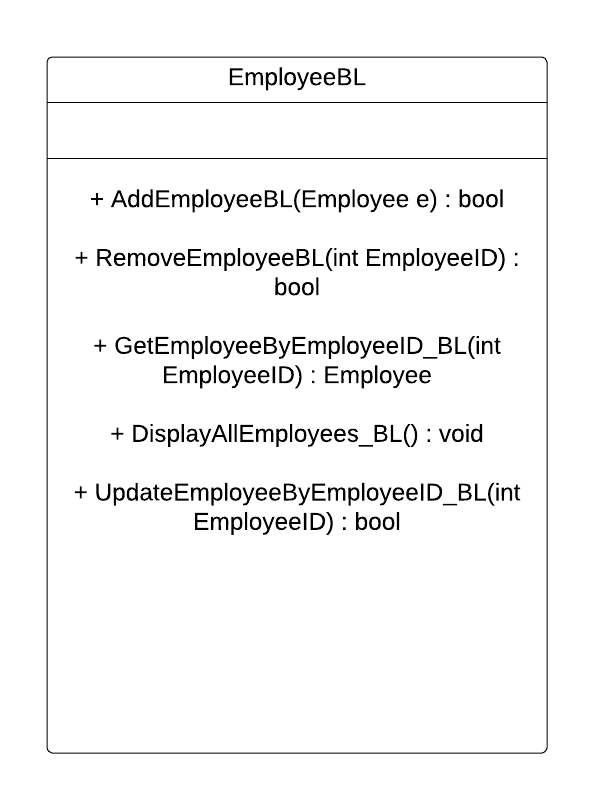 EmployeeBL
+ AddEmployeeBL(Employee e) : bool
+ RemoveEmployeeBL(int EmployeeID) :
bool
+ GetEmployeeByEmployeeID_BL(int
EmployeeID) : Employee
+ DisplayAllEmployees_BL() : void
+ UpdateEmployeeByEmployeeID_BL(int
EmployeeID) : bool